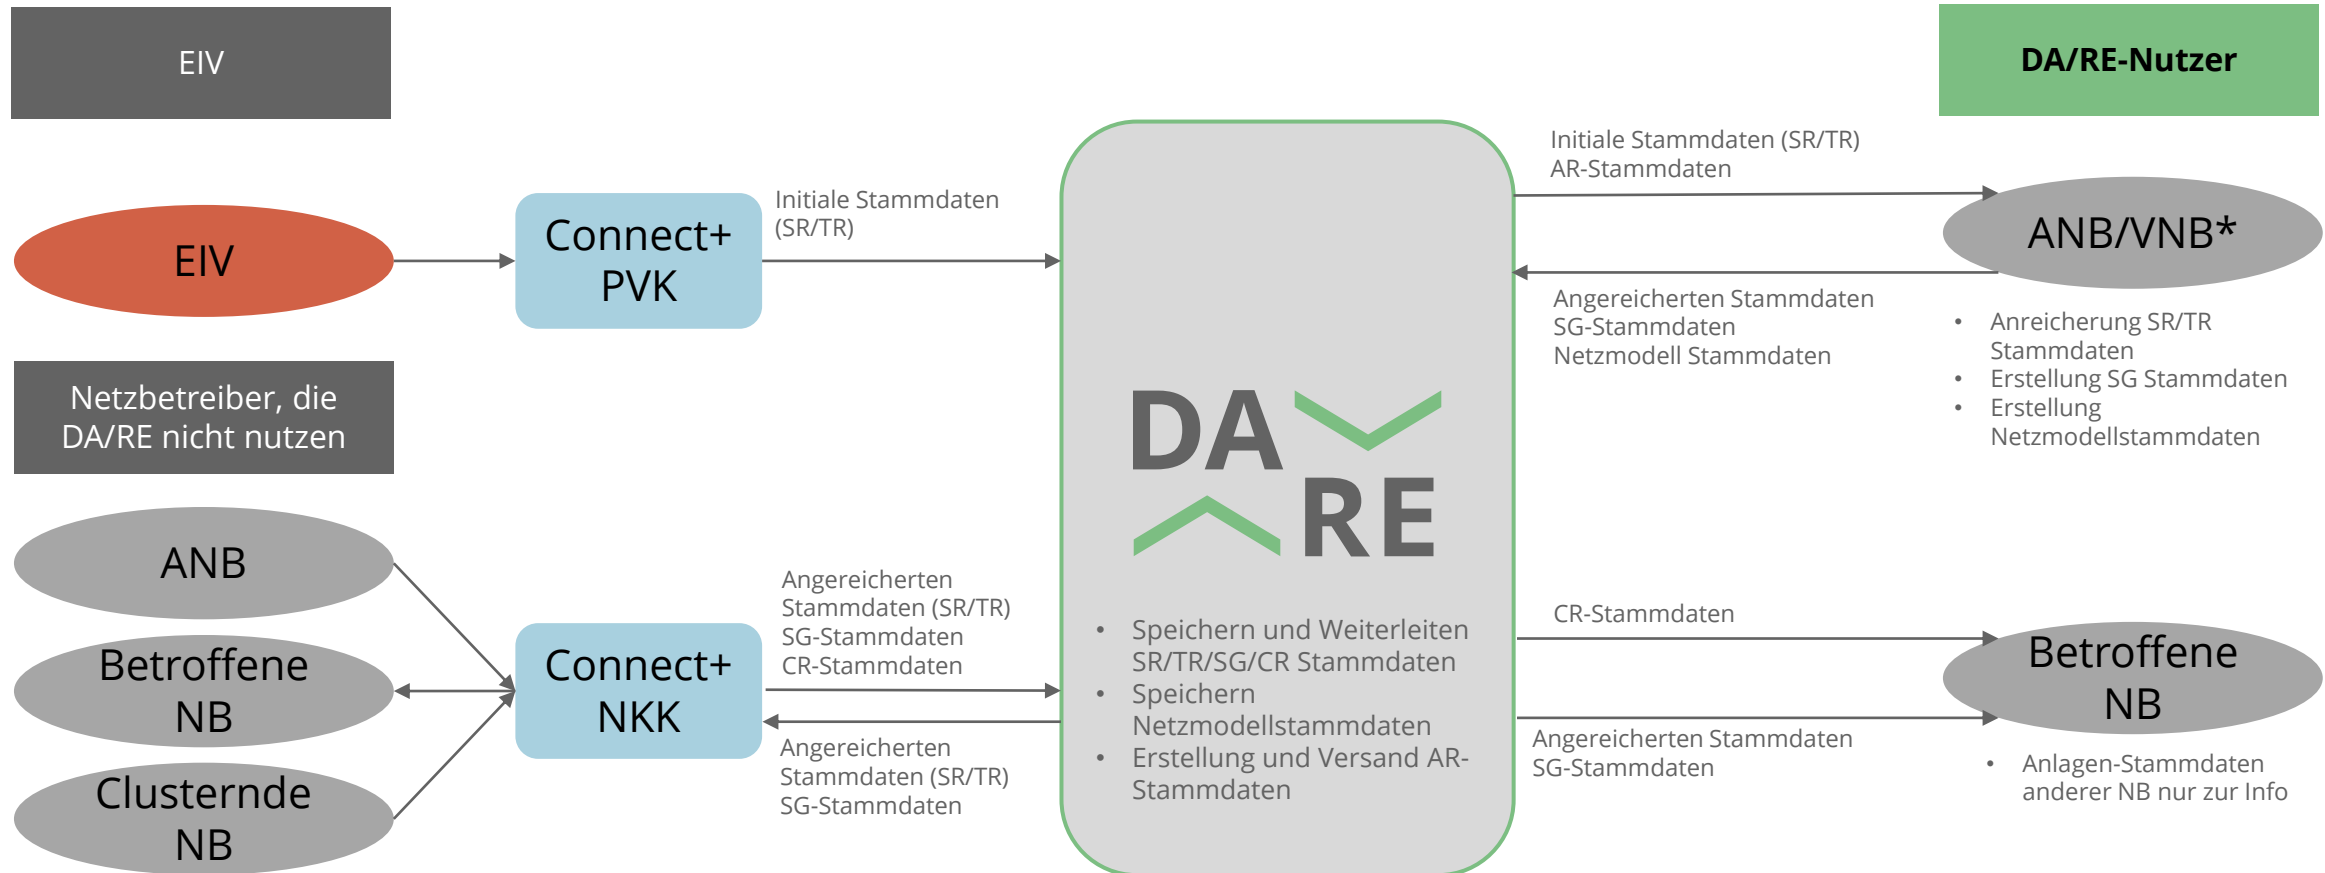 EIV
DA/RE-Nutzer
EIV
Connect+
PVK
Initiale Stammdaten
(SR/TR)
Initiale Stammdaten (SR/TR)
AR-Stammdaten
ANB/VNB*
Angereicherten Stammdaten
SG-Stammdaten
Netzmodell Stammdaten
• Anreicherung SR/TR
Stammdaten
• Erstellung SG Stammdaten
• Erstellung
Netzmodellstammdaten
Netzbetreiber, die
DA/RE nicht nutzen
DA
RE
ANB
Betroffene
NB
Clusternde
NB
Connect+
NKK
Angereicherten
Stammdaten (SR/TR)
SG-Stammdaten
CR-Stammdaten
Angereicherten
Stammdaten (SR/TR)
SG-Stammdaten
• Speichern und Weiterleiten
SR/TR/SG/CR Stammdaten
• Speichern
Netzmodellstammdaten
• Erstellung und Versand AR-
Stammdaten
CR-Stammdaten
Betroffene
NB
Angereicherten Stammdaten
SG-Stammdaten
• Anlagen-Stammdaten
anderer NB nur zur Info